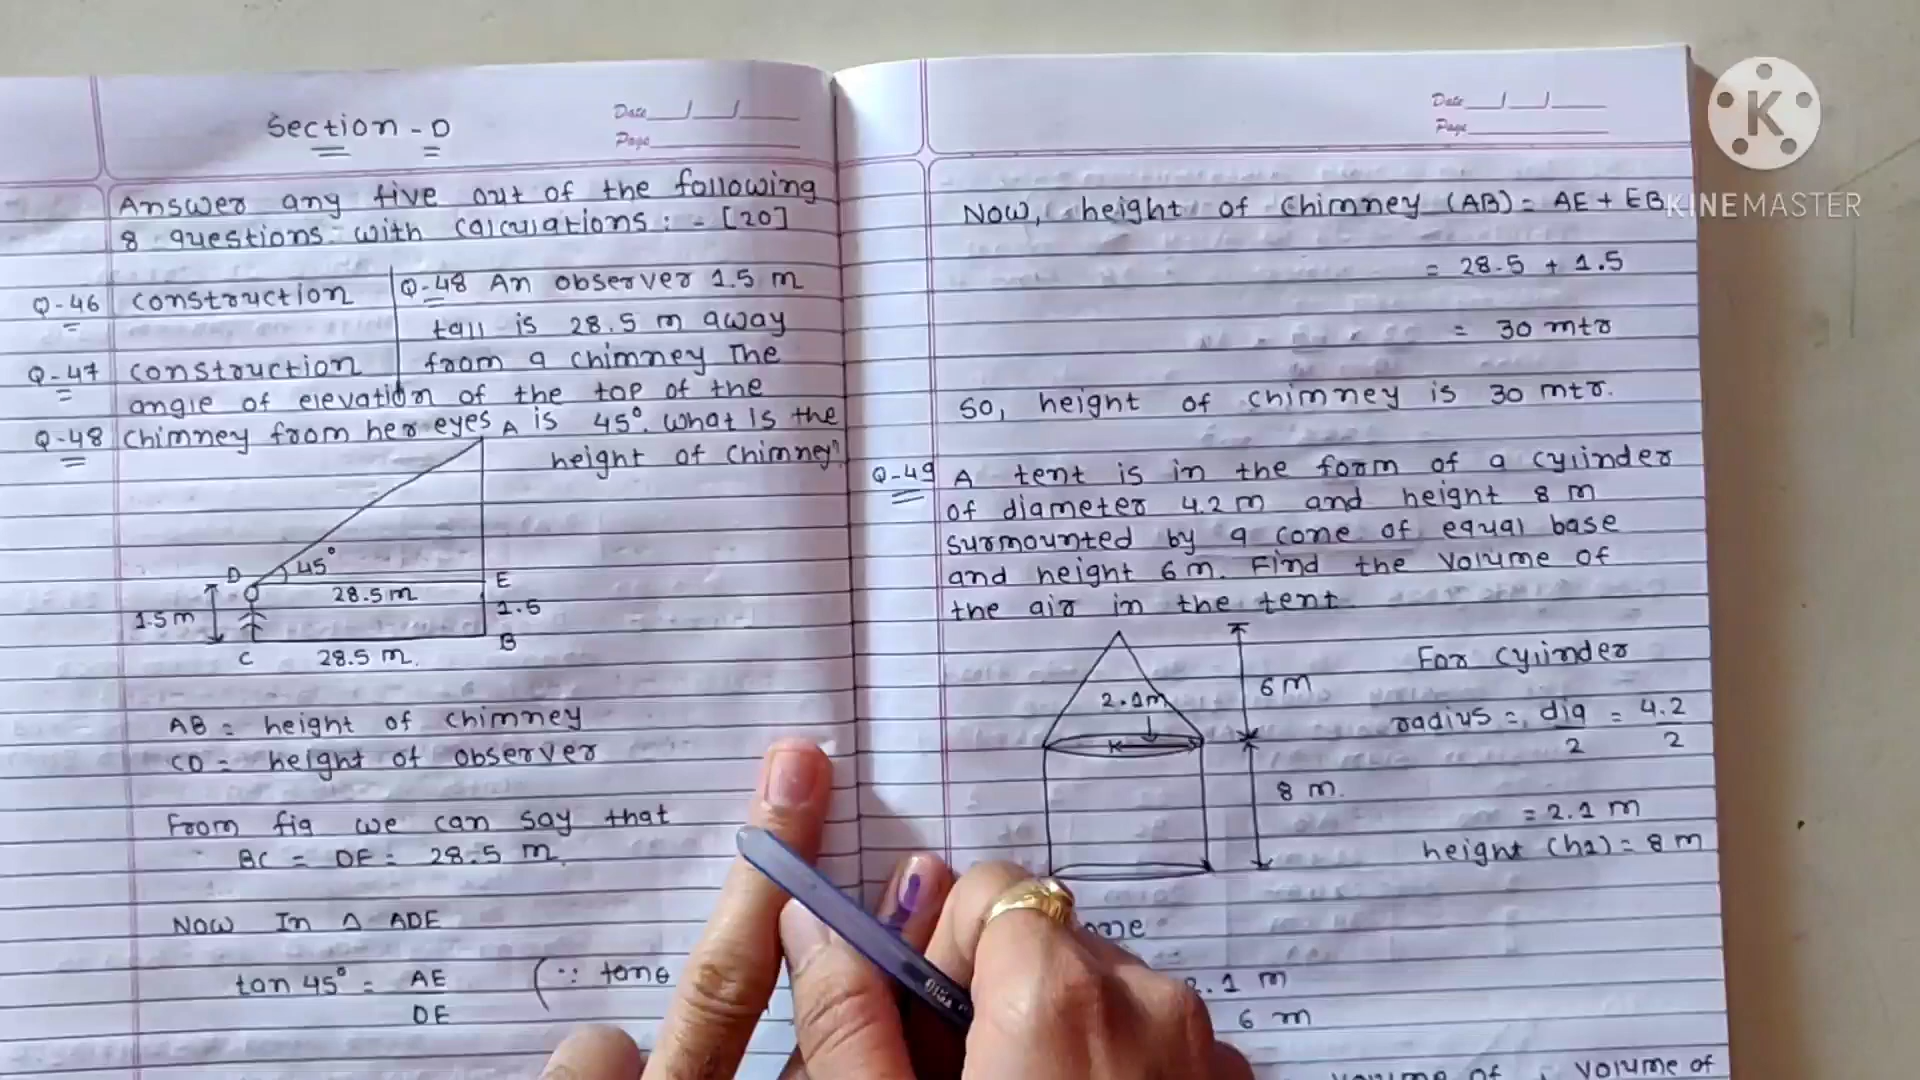 Section - D
Date
Page
Answer any five out of the following
8 questions with calculations : - [20]
Q-46 construction
Q-47 construction
Q-48 An observer 1.5 m
tall is 28.5 m away
from a chimney The
angle of elevation of the top of the
Q-48 chimney from her eyes is 45°. What is the
height of chimney?
A
D 45° E
28.5 m
1.5 m 1.5
C 28.5 m. B
AB = height of chimney
CD = height of observer
From fig we can say that
BC = DE = 28.5 m.
Now In Δ ADE
tan 45° = AE ( ∵ tanθ
DE
Date
Page
Now, height of chimney (AB) = AE + EB
= 28.5 + 1.5
= 30 mtr
So, height of chimney is 30 mtr.
Q-49 A tent is in the form of a cylinder
of diameter 4.2 m and height 8 m
surmounted by a cone of equal base
and height 6 m. Find the volume of
the air in the tent
2.1m
6 m
8 m.
For cylinder
radius = dia = 4.2
2 2
= 2.1 m
height (h1) = 8 m
.1 m
6 m
volume of , volume of
K
KINEMASTER